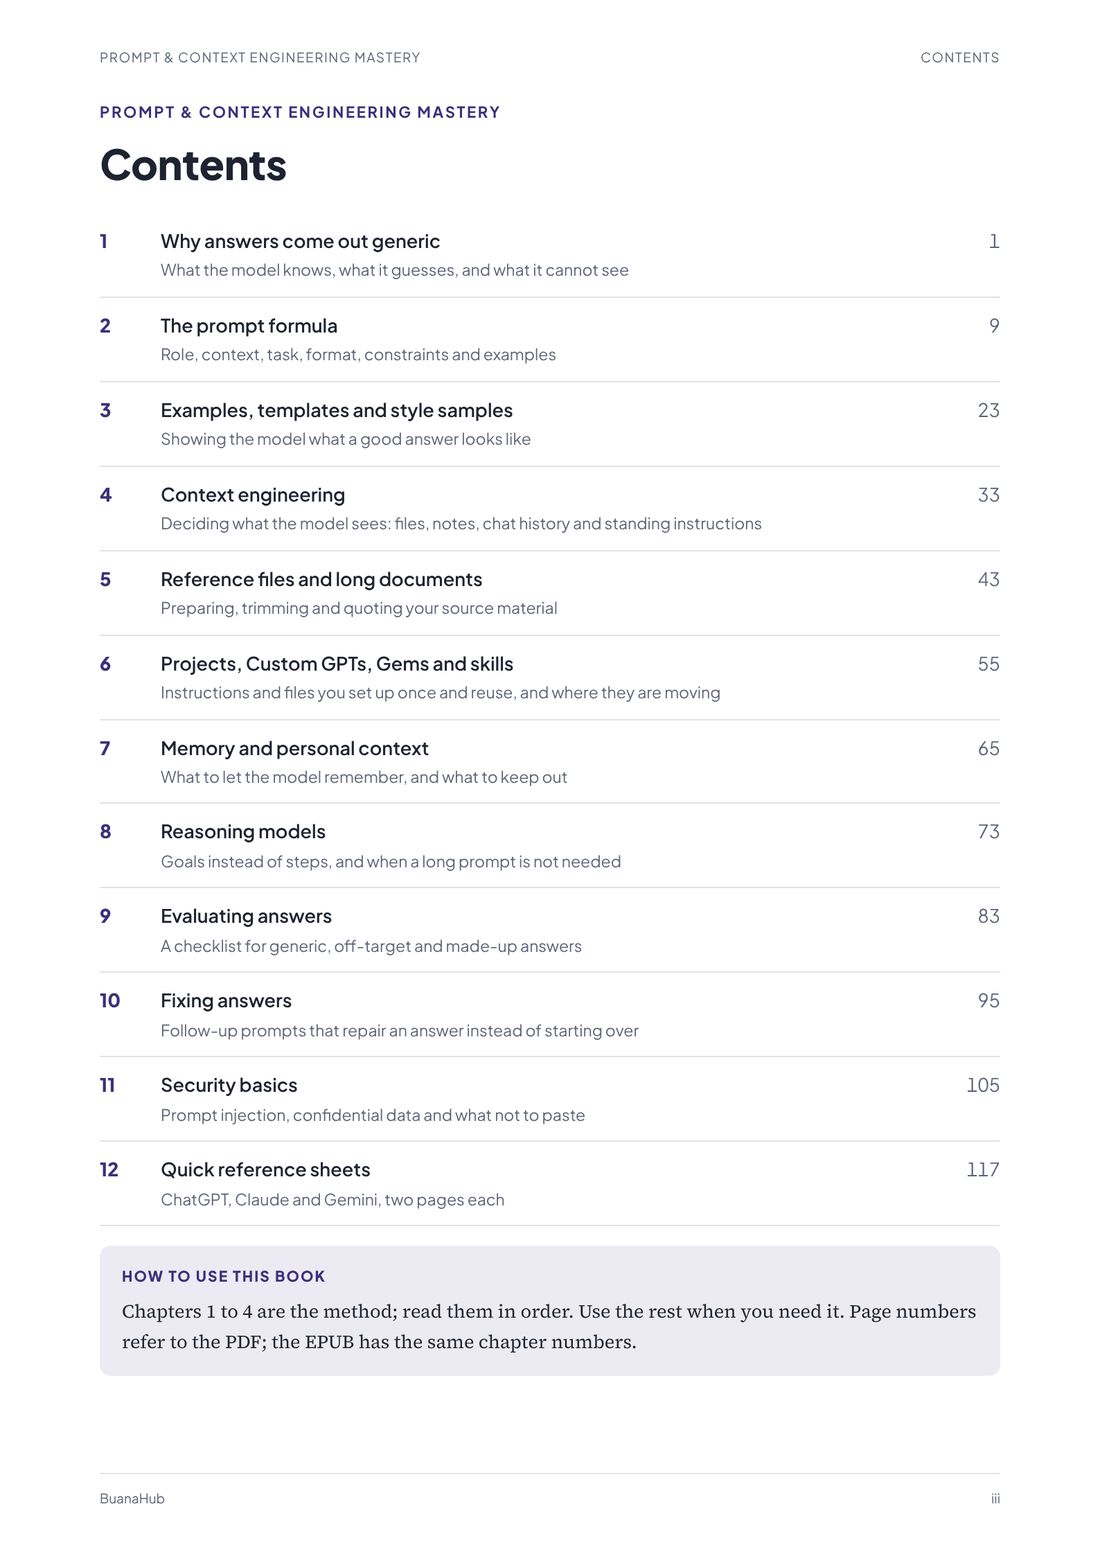 PROMPT & CONTEXT ENGINEERING MASTERY CONTENTS
PROMPT & CONTEXT ENGINEERING MASTERY
Contents
1 Why answers come out generic 1
What the model knows, what it guesses, and what it cannot see
2 The prompt formula 9
Role, context, task, format, constraints and examples
3 Examples, templates and style samples 23
Showing the model what a good answer looks like
4 Context engineering 33
Deciding what the model sees: files, notes, chat history and standing instructions
5 Reference files and long documents 43
Preparing, trimming and quoting your source material
6 Projects, Custom GPTs, Gems and skills 55
Instructions and files you set up once and reuse, and where they are moving
7 Memory and personal context 65
What to let the model remember, and what to keep out
8 Reasoning models 73
Goals instead of steps, and when a long prompt is not needed
9 Evaluating answers 83
A checklist for generic, off-target and made-up answers
10 Fixing answers 95
Follow-up prompts that repair an answer instead of starting over
11 Security basics 105
Prompt injection, confidential data and what not to paste
12 Quick reference sheets 117
ChatGPT, Claude and Gemini, two pages each
HOW TO USE THIS BOOK
Chapters 1 to 4 are the method; read them in order. Use the rest when you need it. Page numbers
refer to the PDF; the EPUB has the same chapter numbers.
BuanaHub iii